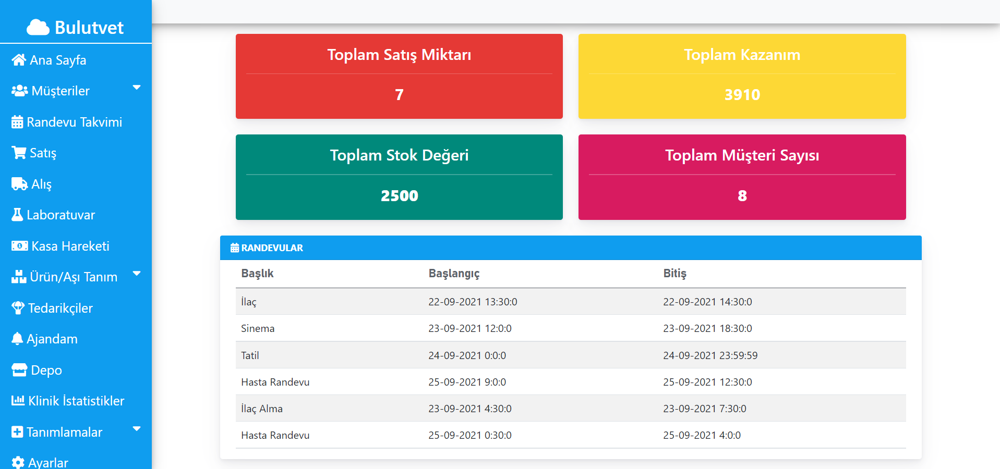 Bulutvet
Ana Sayfa
Müşteriler
Randevu Takvimi
Satış
Alış
Laboratuvar
Kasa Hareketi
Ürün/Aşı Tanım
Tedarikçiler
Ajandam
Depo
Klinik İstatistikler
Tanımlamalar
Ayarlar
Toplam Satış Miktarı
7
Toplam Kazanım
3910
Toplam Stok Değeri
2500
Toplam Müşteri Sayısı
8
RANDEVULAR
Başlık Başlangıç Bitiş
İlaç 22-09-2021 13:30:0 22-09-2021 14:30:0
Sinema 23-09-2021 12:0:0 23-09-2021 18:30:0
Tatil 24-09-2021 0:0:0 24-09-2021 23:59:59
Hasta Randevu 25-09-2021 9:0:0 25-09-2021 12:30:0
İlaç Alma 23-09-2021 4:30:0 23-09-2021 7:30:0
Hasta Randevu 25-09-2021 0:30:0 25-09-2021 4:0:0